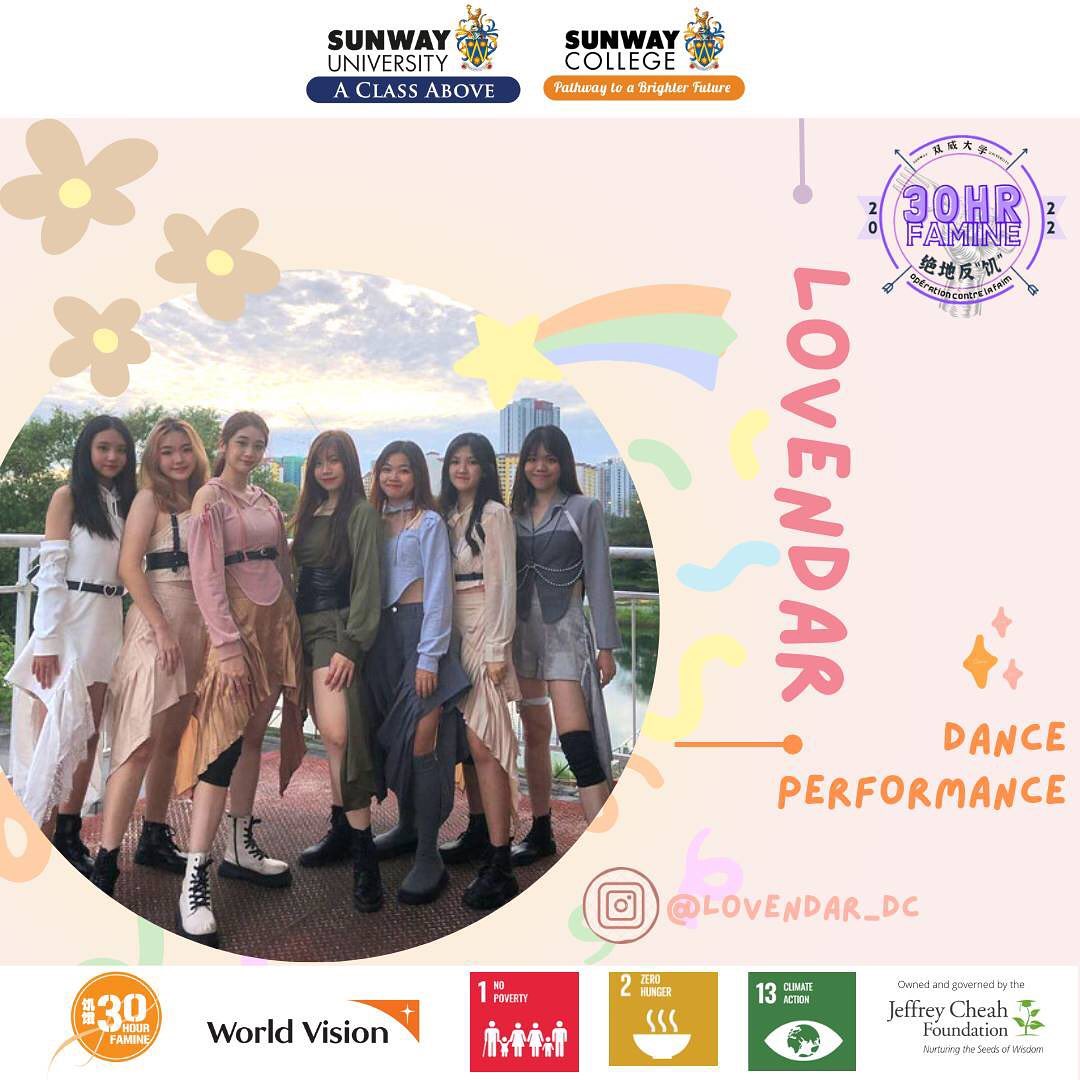 SUNWAY
UNIVERSITY
A CLASS ABOVE
SUNWAY
COLLEGE
Pathway to a Brighter Future
双威大学
SUNWAY UNIVERSITY
20
22
30HR
FAMINE
绝地反“饥”
opération contre la faim
LOVENDAR
DANCE
PERFORMANCE
@LOVENDAR_DC
饥饿
30
HOUR
FAMINE
World Vision
1 NO
POVERTY
2 ZERO
HUNGER
13 CLIMATE
ACTION
Owned and governed by the
Jeffrey Cheah
Foundation
Nurturing the Seeds of Wisdom